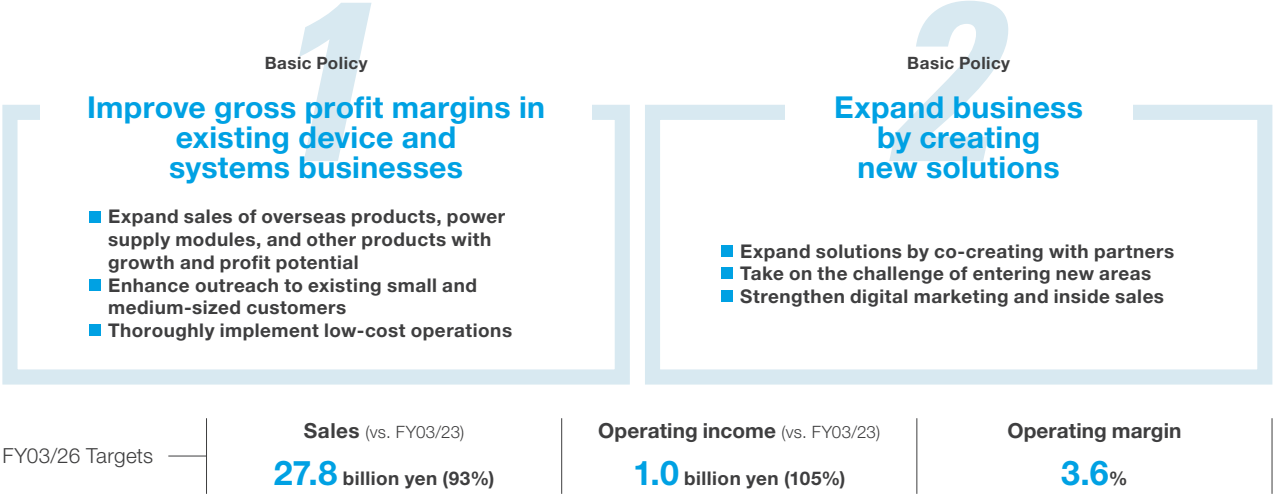 1
Basic Policy
Improve gross profit margins in
existing device and
systems businesses
Expand sales of overseas products, power
supply modules, and other products with
growth and profit potential
Enhance outreach to existing small and
medium-sized customers
Thoroughly implement low-cost operations
2
Basic Policy
Expand business
by creating
new solutions
Expand solutions by co-creating with partners
Take on the challenge of entering new areas
Strengthen digital marketing and inside sales
FY03/26 Targets
Sales (vs. FY03/23)
27.8 billion yen (93%)
Operating income (vs. FY03/23)
1.0 billion yen (105%)
Operating margin
3.6%